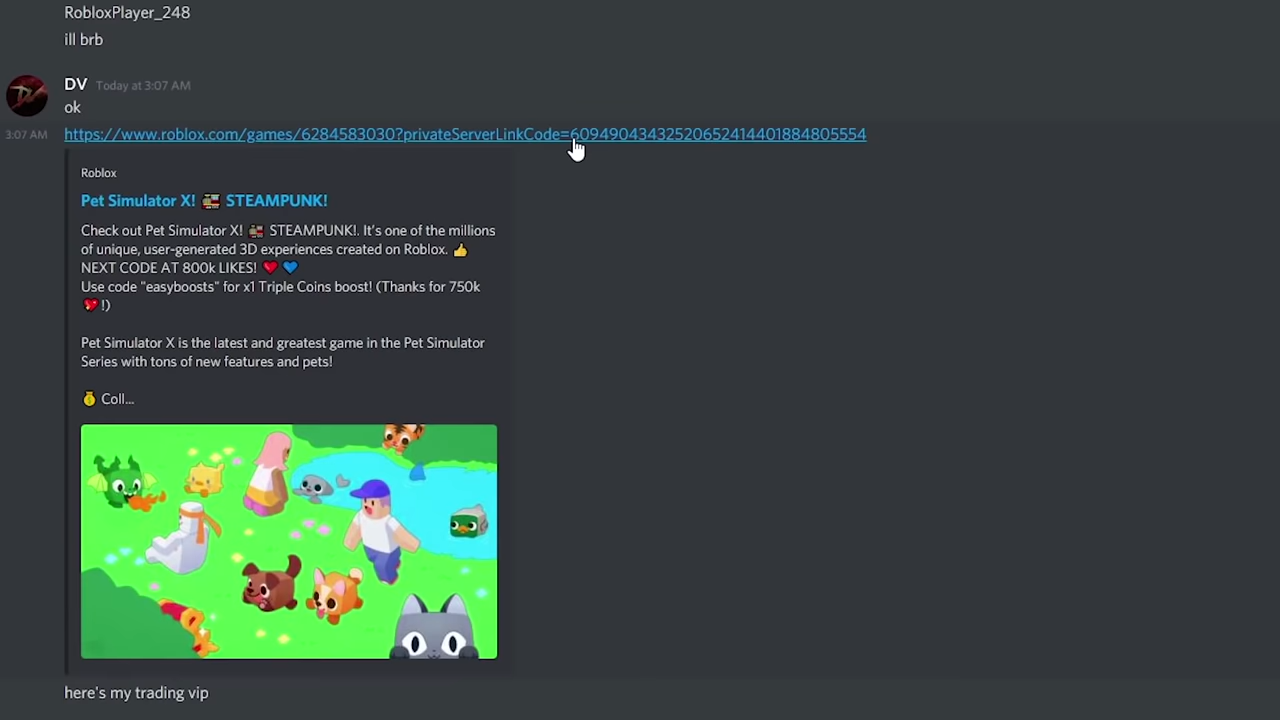 RobloxPlayer_248
ill brb
DV Today at 3:07 AM
ok
3:07 AM https://www.roblox.com/games/6284583030?privateServerLinkCode=60949043432520652414401884805554
Roblox
Pet Simulator X! 🚂 STEAMPUNK!
Check out Pet Simulator X! 🚂 STEAMPUNK!. It's one of the millions
of unique, user-generated 3D experiences created on Roblox. 👍
NEXT CODE AT 800k LIKES! ❤️ 💙
Use code "easyboosts" for x1 Triple Coins boost! (Thanks for 750k
💖 !)
Pet Simulator X is the latest and greatest game in the Pet Simulator
Series with tons of new features and pets!
💰 Coll...
here's my trading vip